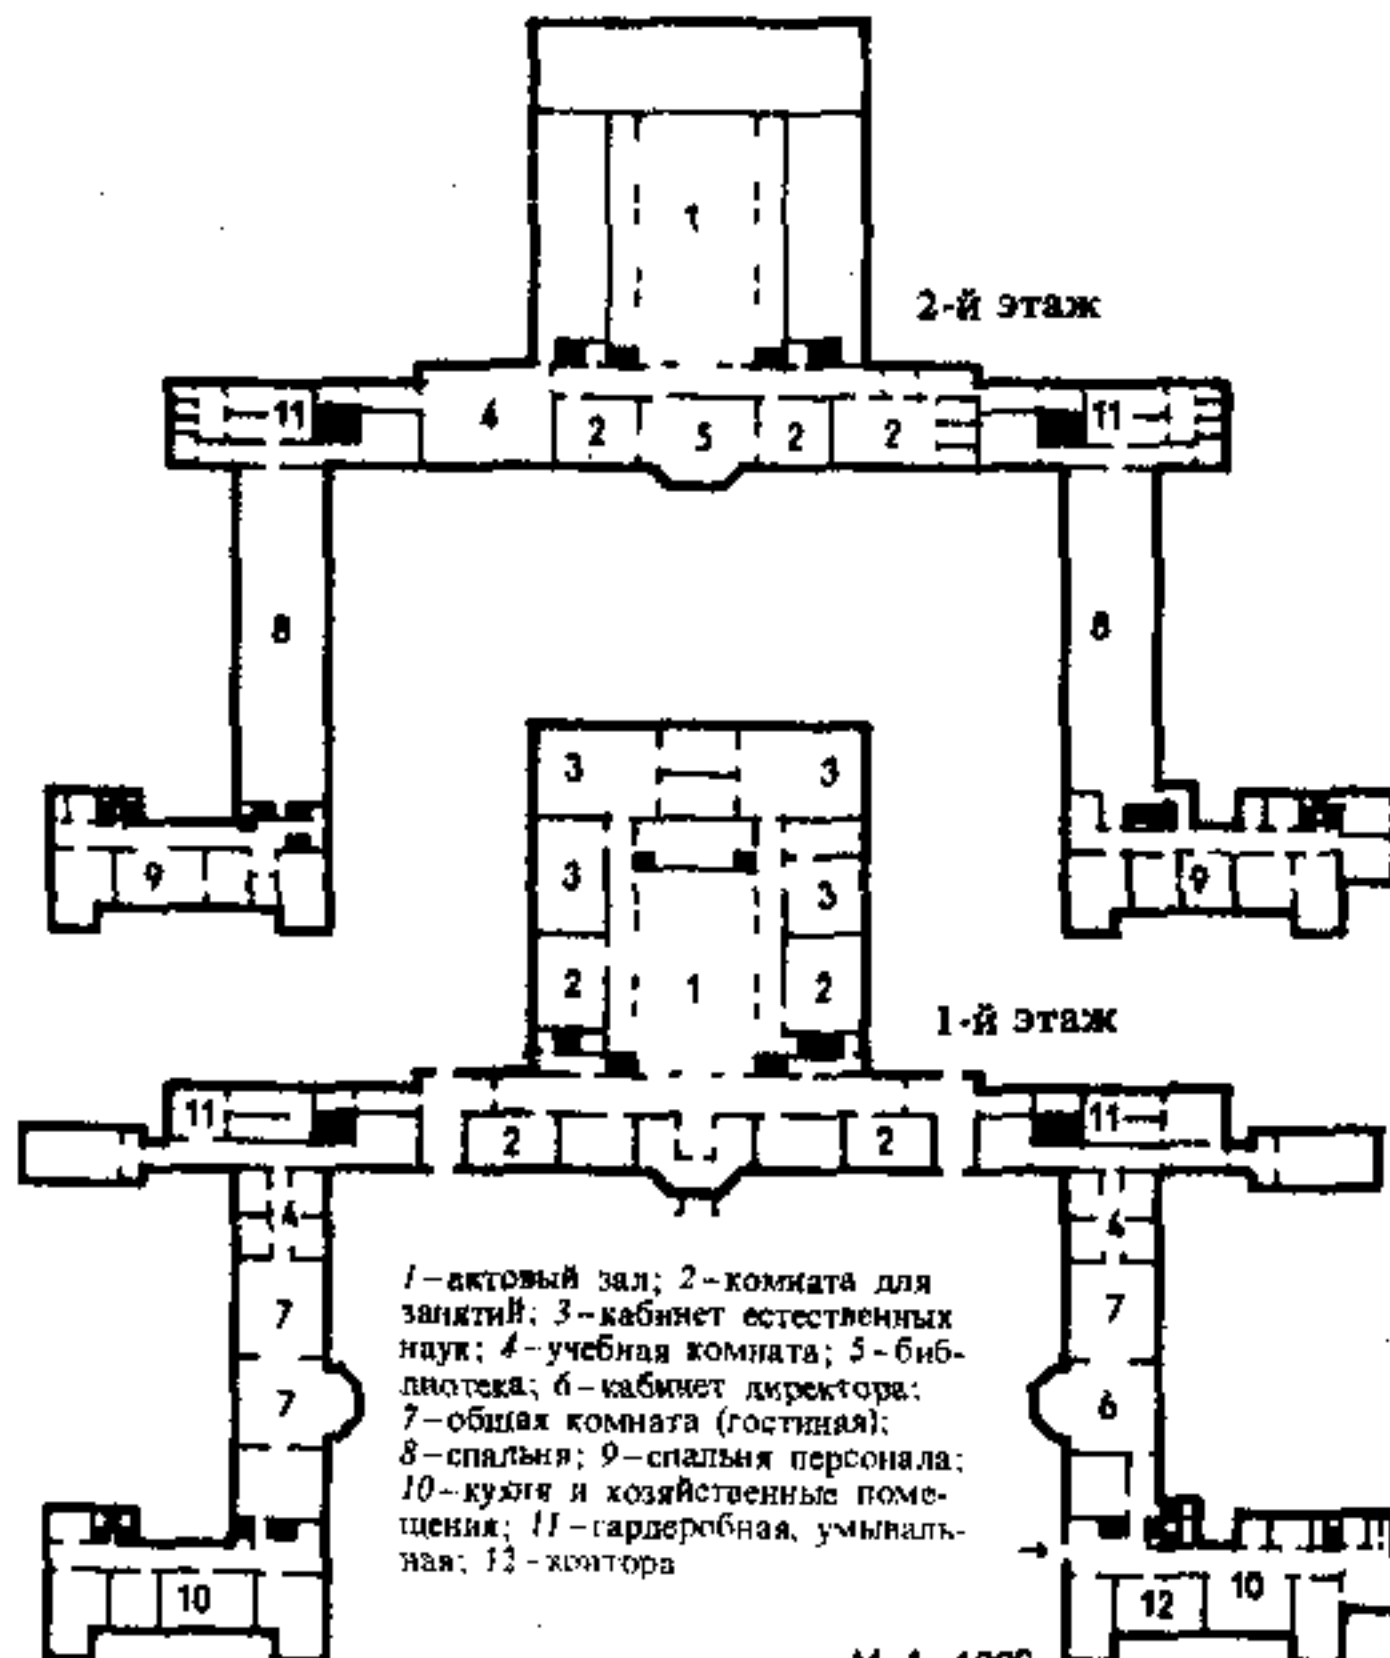 1
2-й этаж
11
4
2
5
2
2
11
8
8
3
3
3
3
9
9
2
1
2
1-й этаж
11
11
2
2
4
4
7
7
7
6
1–актовый зал; 2–комната для
занятий; 3–кабинет естественных
наук; 4–учебная комната; 5–биб-
лиотека; 6–кабинет директора;
7–общая комната (гостиная);
8–спальня; 9–спальня персонала;
10–кухня и хозяйственные поме-
щения; 11–гардеробная, умываль-
ная; 12–контора
10
12
10